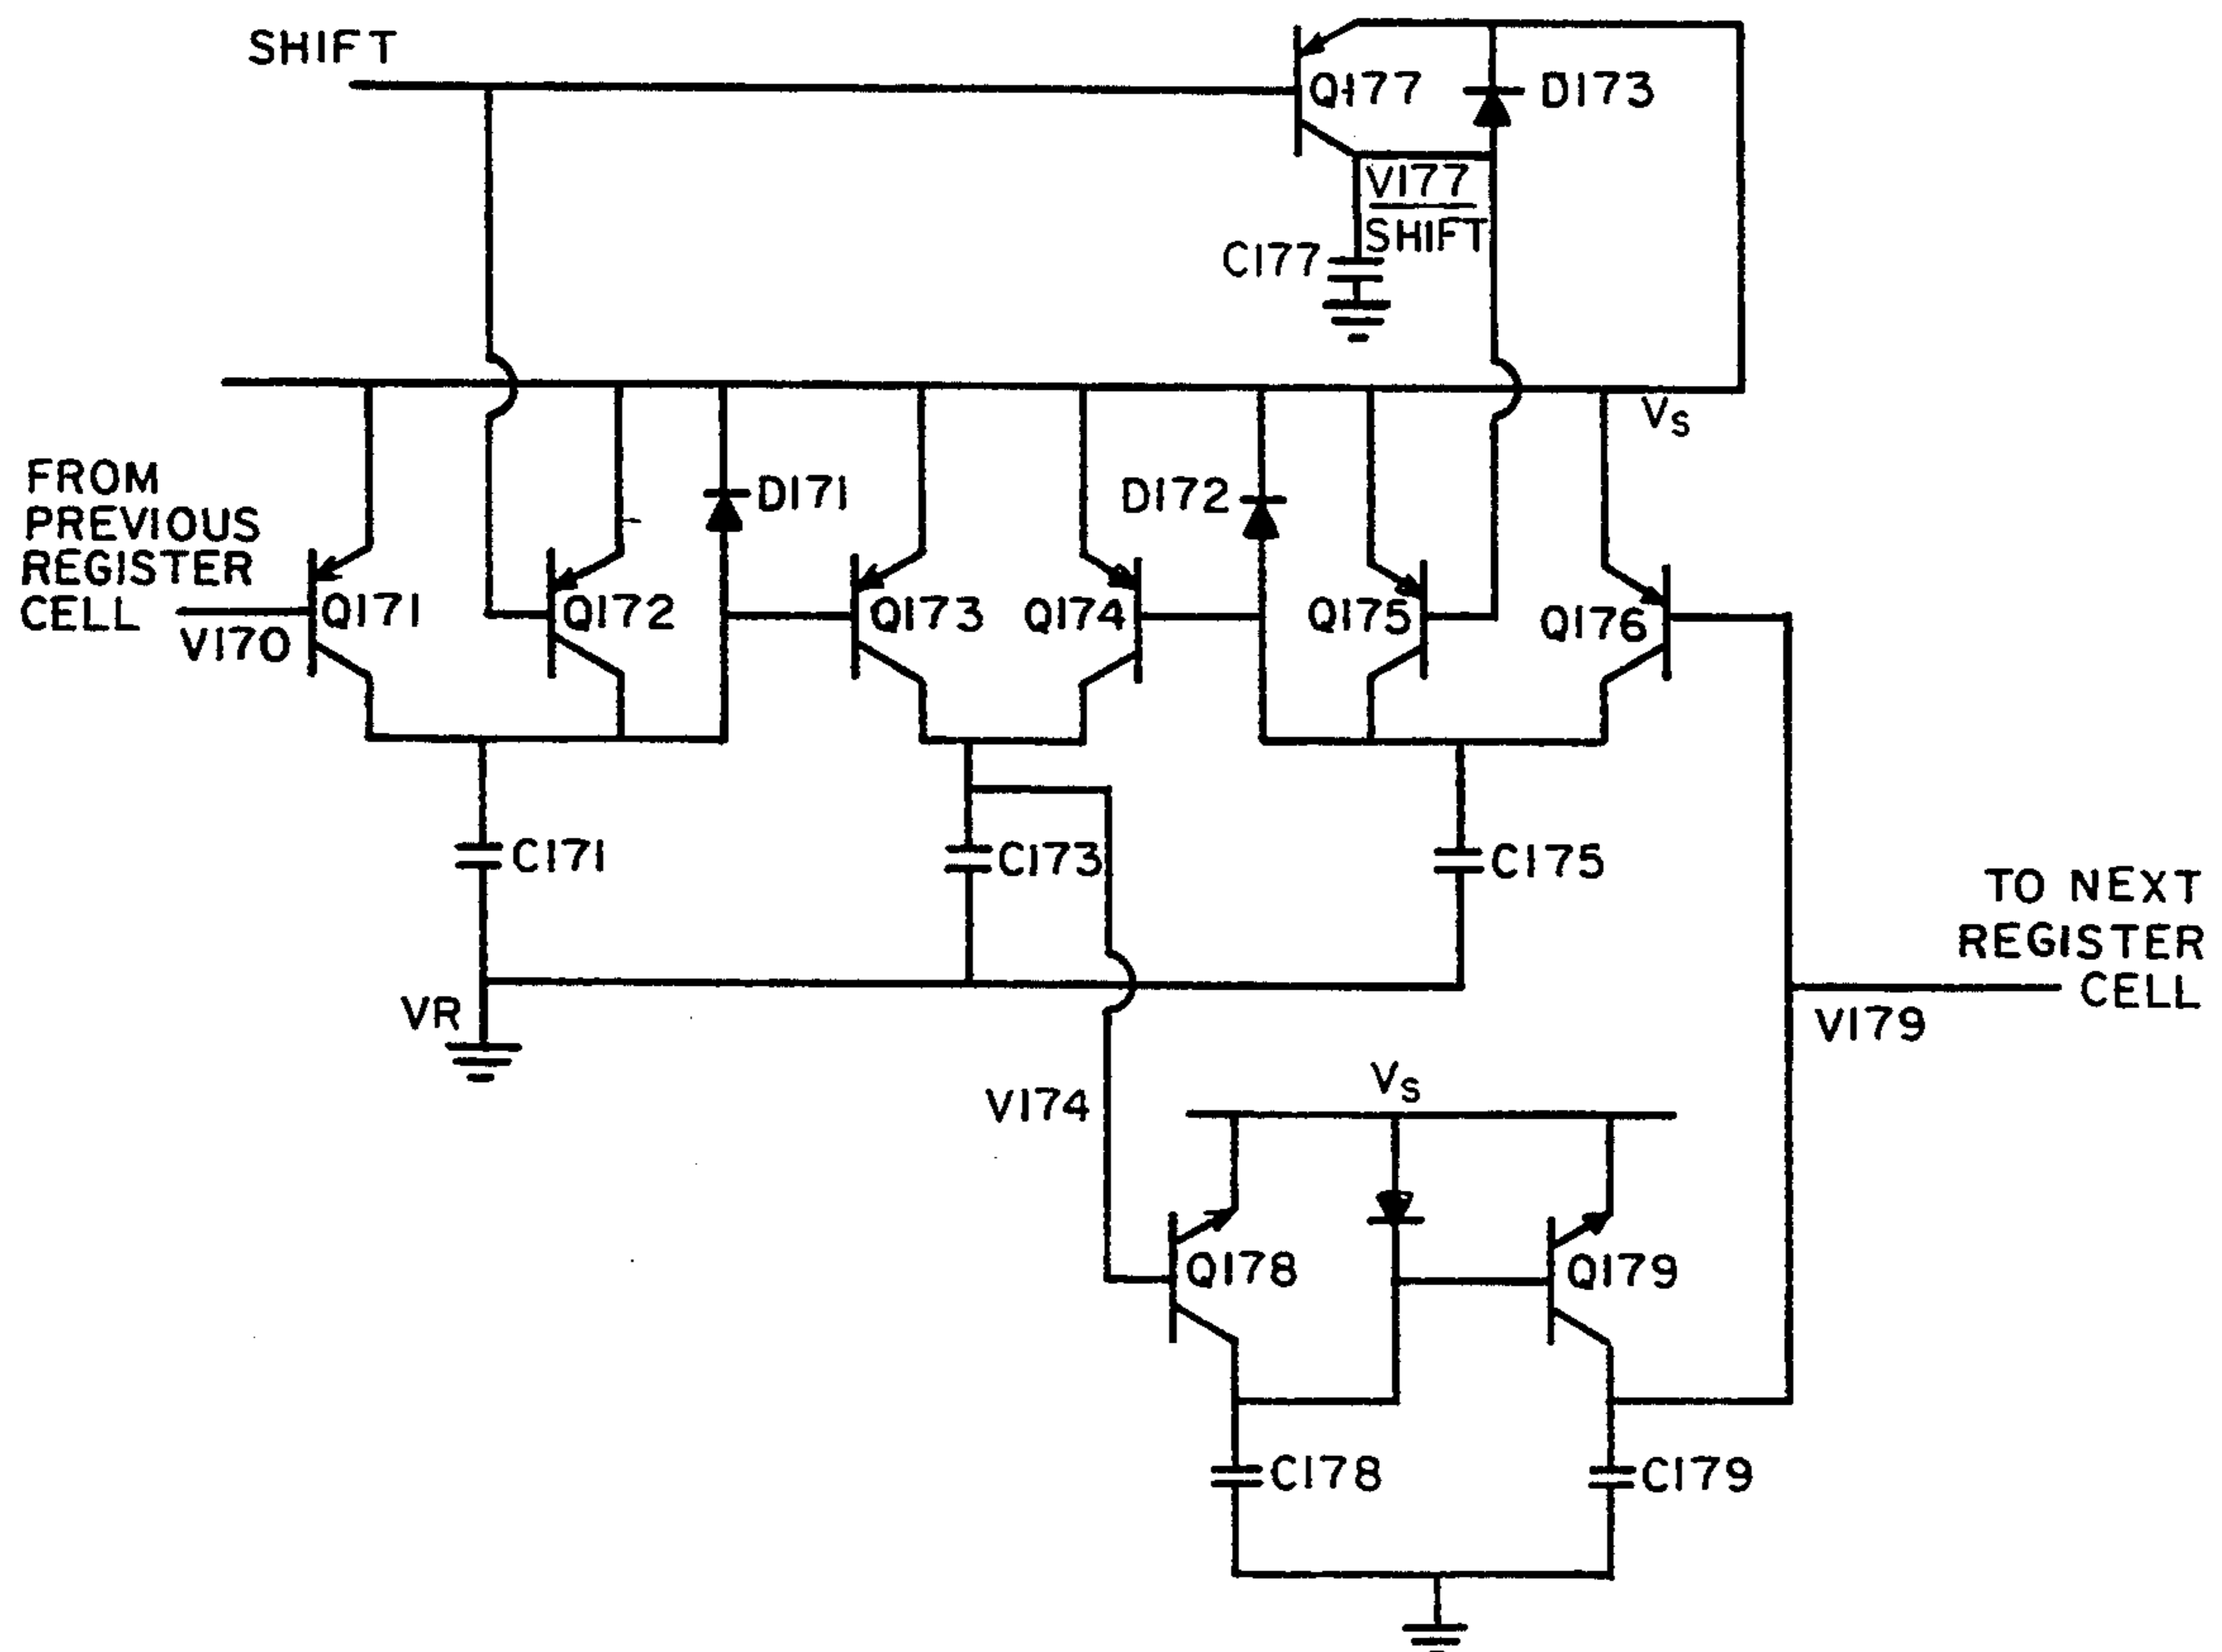 SHIFT
Q177
D173
V177
SHIFT
C177
VS
FROM
PREVIOUS
REGISTER
CELL
V170
Q171
Q172
D171
Q173
Q174
D172
Q175
Q176
C171
C173
C175
VR
TO NEXT
REGISTER
CELL
V179
V174
VS
Q178
Q179
C178
C179